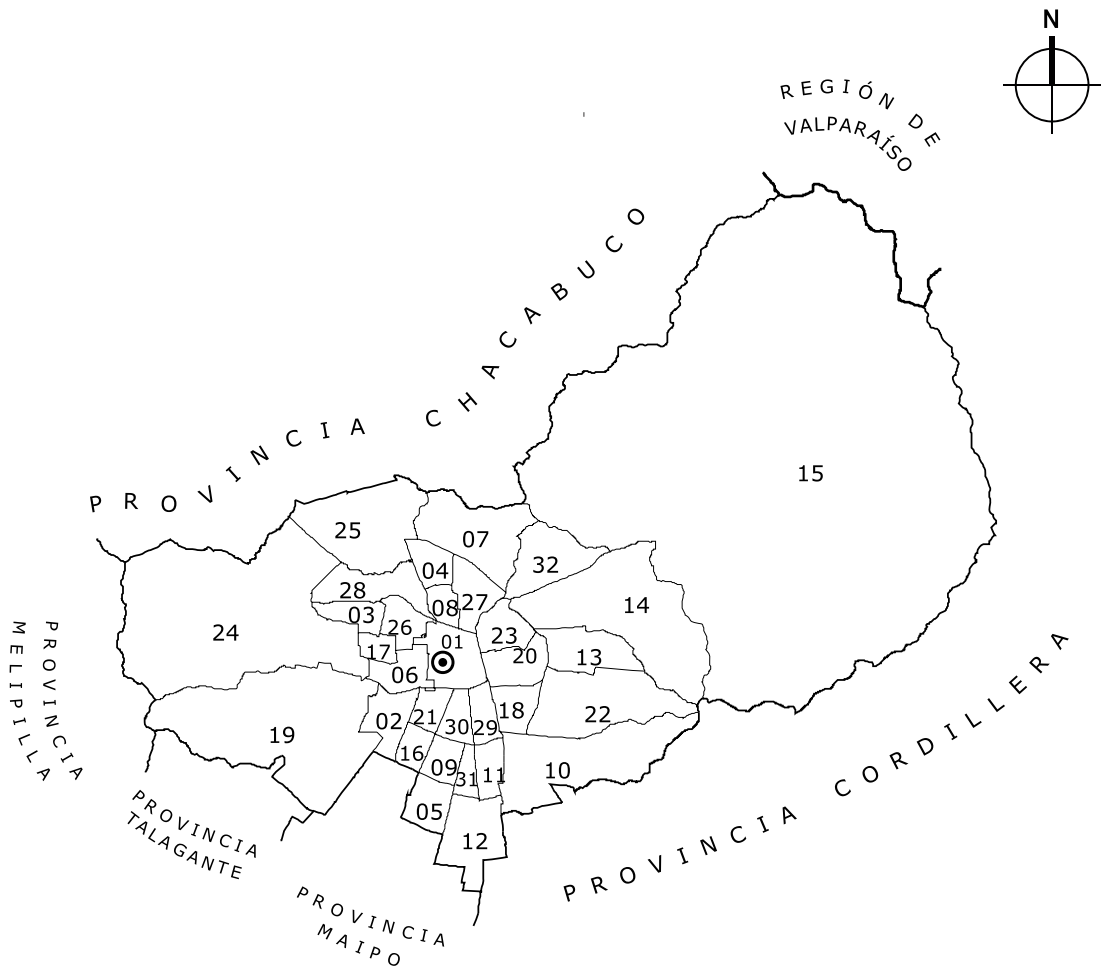 N
REGIÓN DE
VALPARAÍSO
PROVINCIA CHACABUCO
15
25
07
32
04
28
08
27
14
03
26
01
23
24
17
20
13
06
02
21
30
29
18
22
19
16
09
31
11
10
05
12
PROVINCIA
MELIPILLA
PROVINCIA
TALAGANTE
PROVINCIA
MAIPO
PROVINCIA CORDILLERA